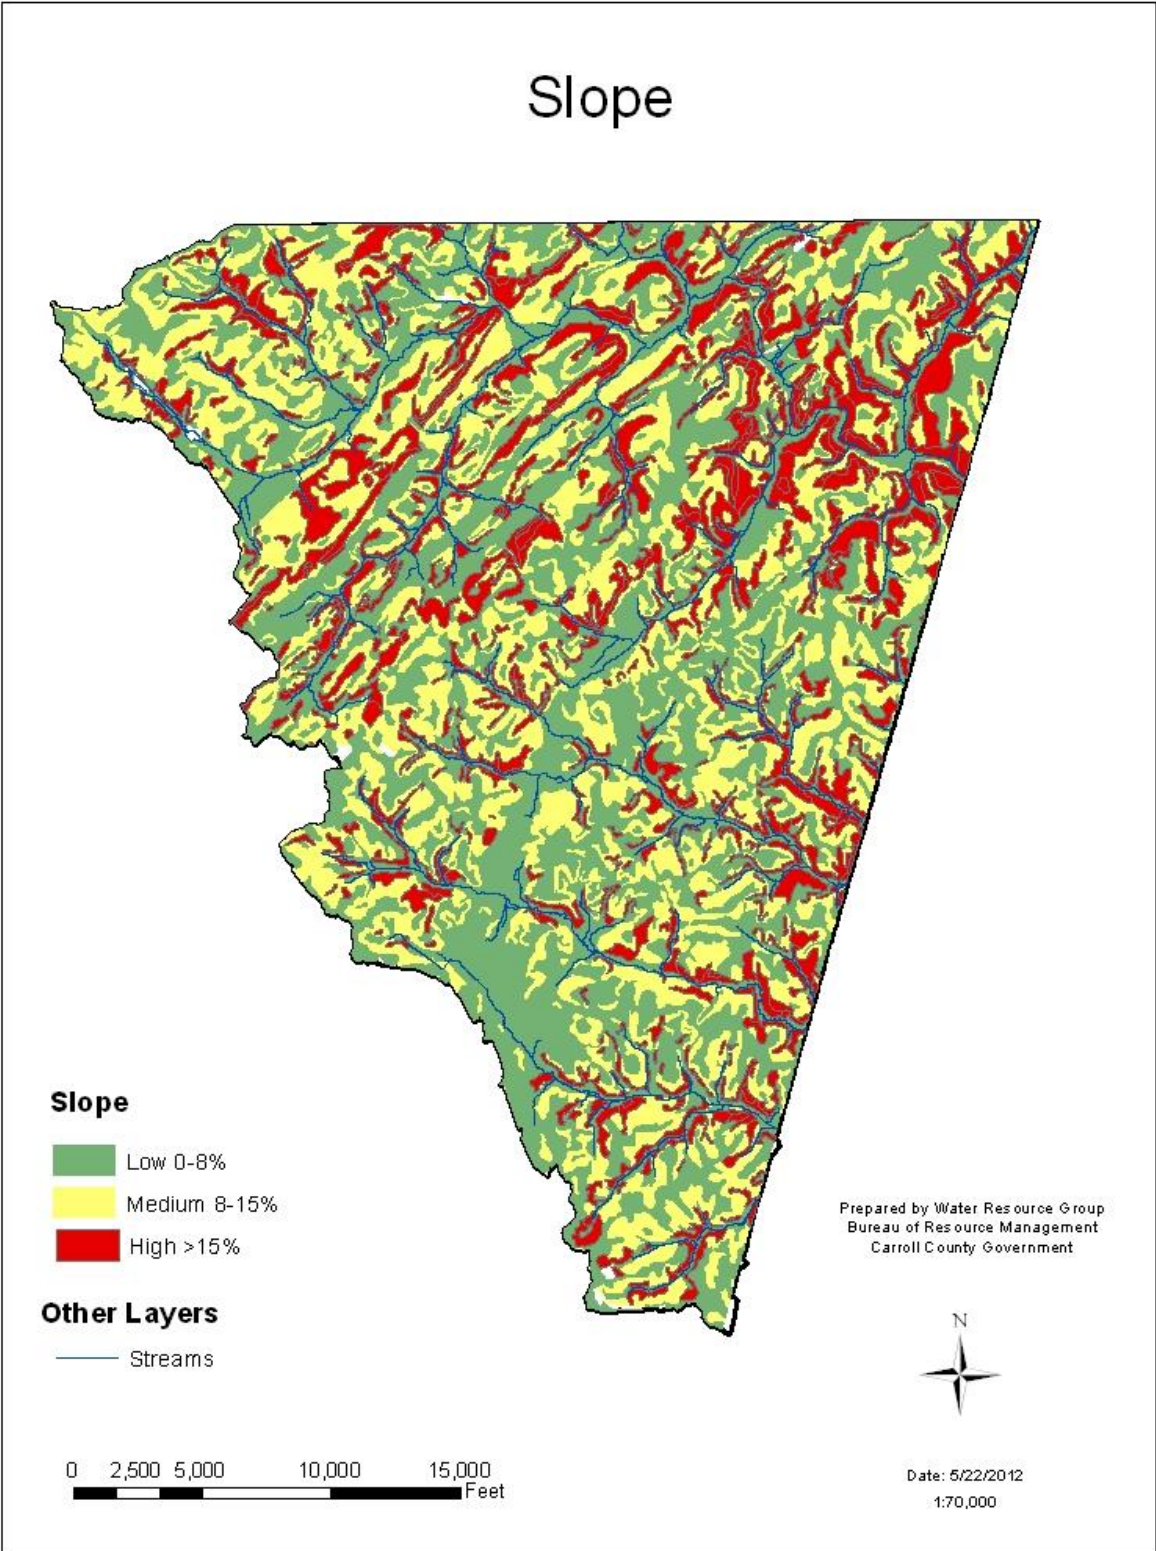 Slope
Slope
Low 0-8%
Medium 8-15%
High >15%
Other Layers
Streams
Prepared by Water Resource Group
Bureau of Resource Management
Carroll County Government
N
0 2,500 5,000 10,000 15,000
Feet
Date: 5/22/2012
1:70,000